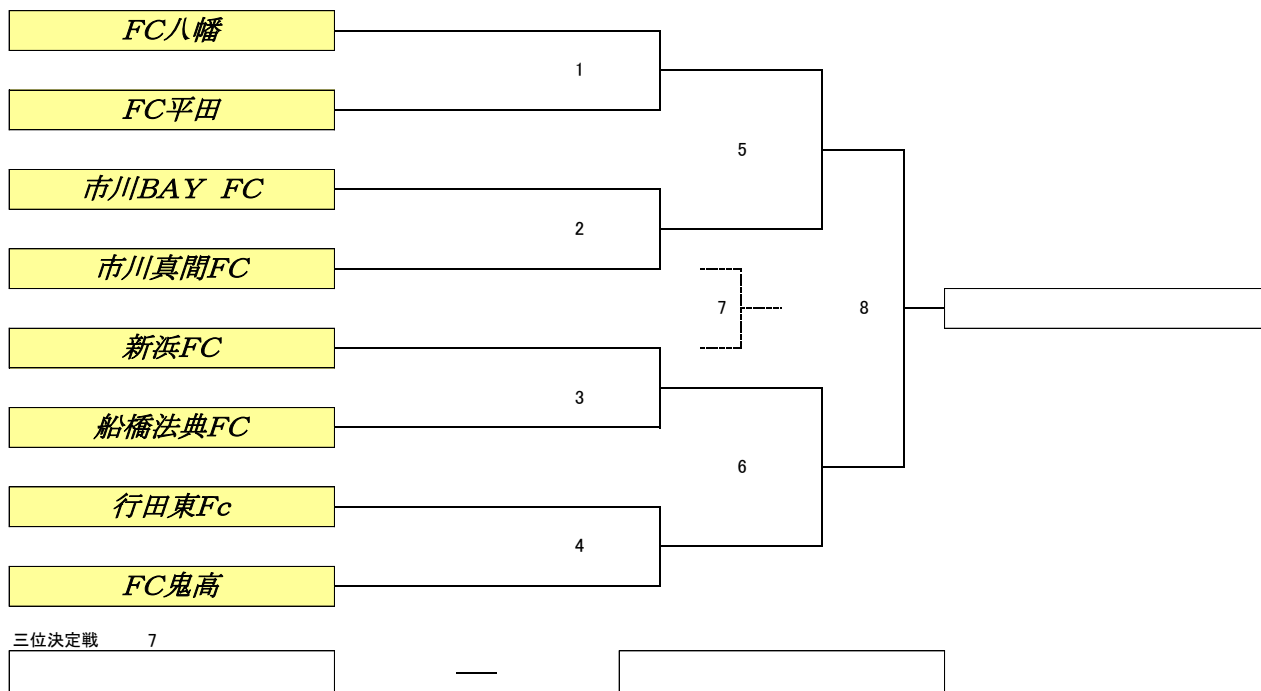 FC八幡
1
FC平田
5
市川BAY FC
2
市川真間FC
7
8
新浜FC
3
船橋法典FC
6
行田東Fc
4
FC鬼高
三位決定戦 7